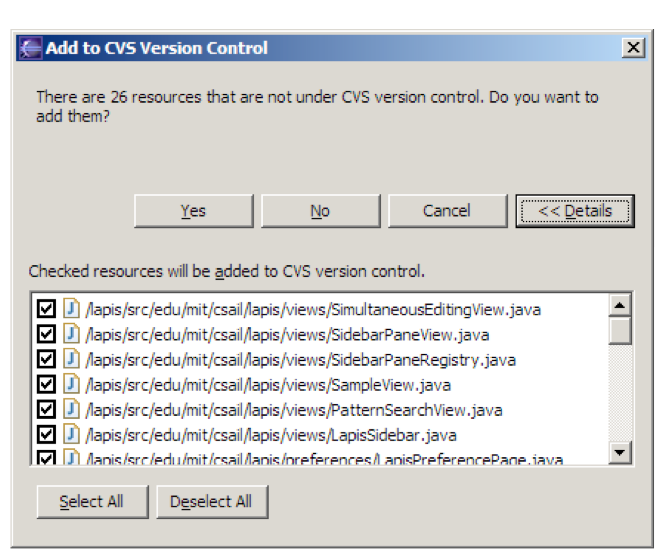 Add to CVS Version Control
There are 26 resources that are not under CVS version control. Do you want to
add them?
Yes No Cancel << Details
Checked resources will be added to CVS version control.
/lapis/src/edu/mit/csail/lapis/views/SimultaneousEditingView.java
/lapis/src/edu/mit/csail/lapis/views/SidebarPaneView.java
/lapis/src/edu/mit/csail/lapis/views/SidebarPaneRegistry.java
/lapis/src/edu/mit/csail/lapis/views/SampleView.java
/lapis/src/edu/mit/csail/lapis/views/PatternSearchView.java
/lapis/src/edu/mit/csail/lapis/views/LapisSidebar.java
/lapis/src/edu/mit/csail/lapis/preferences/LapisPreferencePage.java
Select All Deselect All